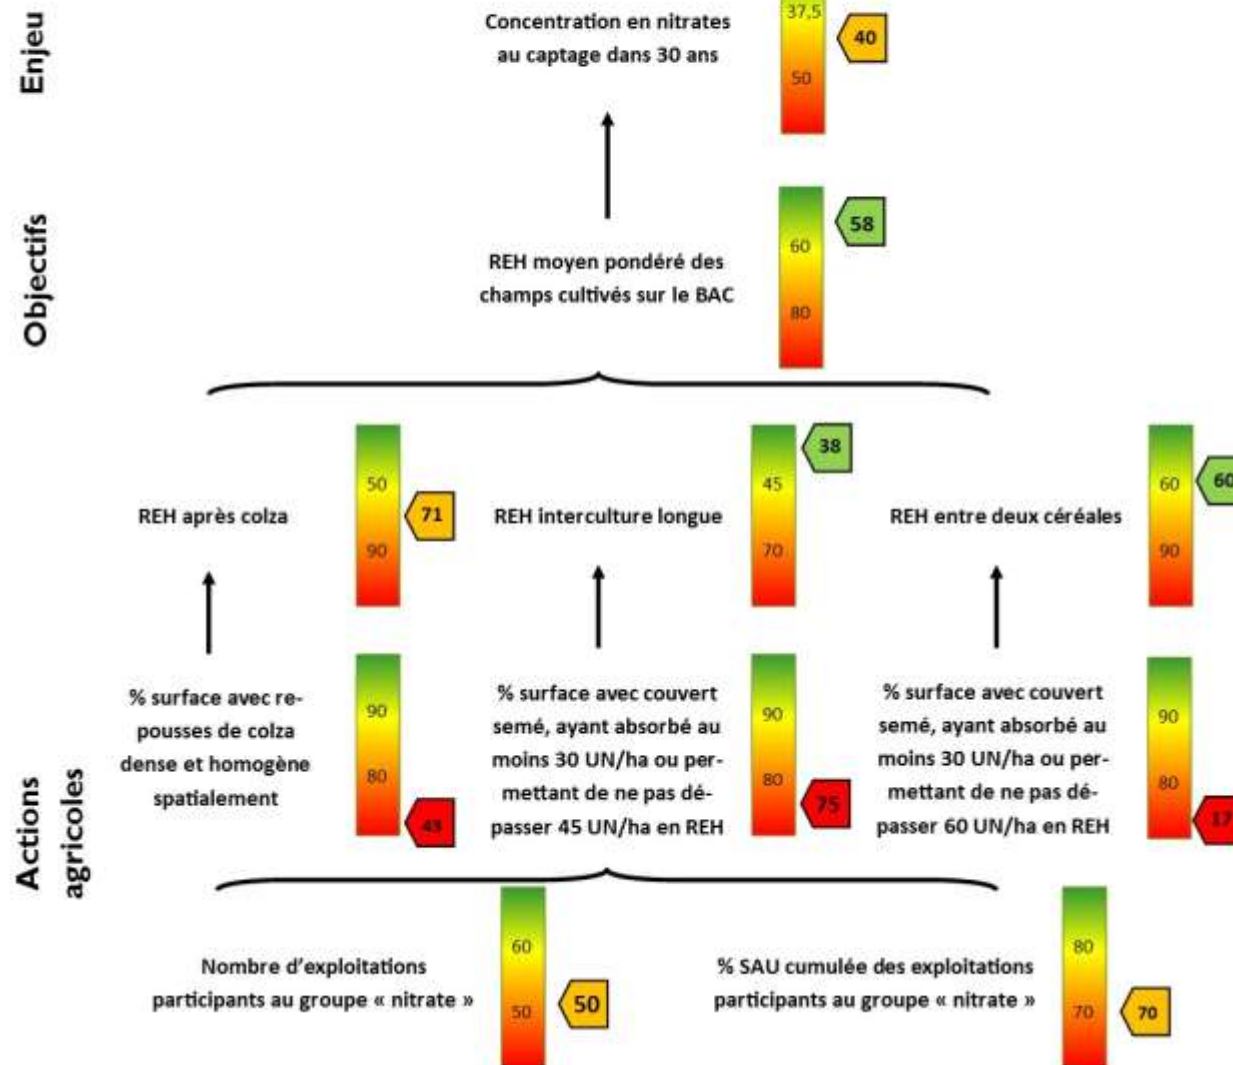 Enjeu
Concentration en nitrates
au captage dans 30 ans
37,5
50
40
Objectifs
REH moyen pondéré des
champs cultivés sur le BAC
60
80
58
REH après colza
50
90
71
REH interculture longue
45
70
38
REH entre deux céréales
60
90
60
Actions
agricoles
% surface avec re-
pousses de colza
dense et homogène
spatialement
90
80
43
% surface avec couvert
semé, ayant absorbé au
moins 30 UN/ha ou per-
mettant de ne pas dé-
passer 45 UN/ha en REH
90
80
75
% surface avec couvert
semé, ayant absorbé au
moins 30 UN/ha ou per-
mettant de ne pas dé-
passer 60 UN/ha en REH
90
80
17
Nombre d’exploitations
participants au groupe « nitrate »
60
50
50
% SAU cumulée des exploitations
participants au groupe « nitrate »
80
70
70